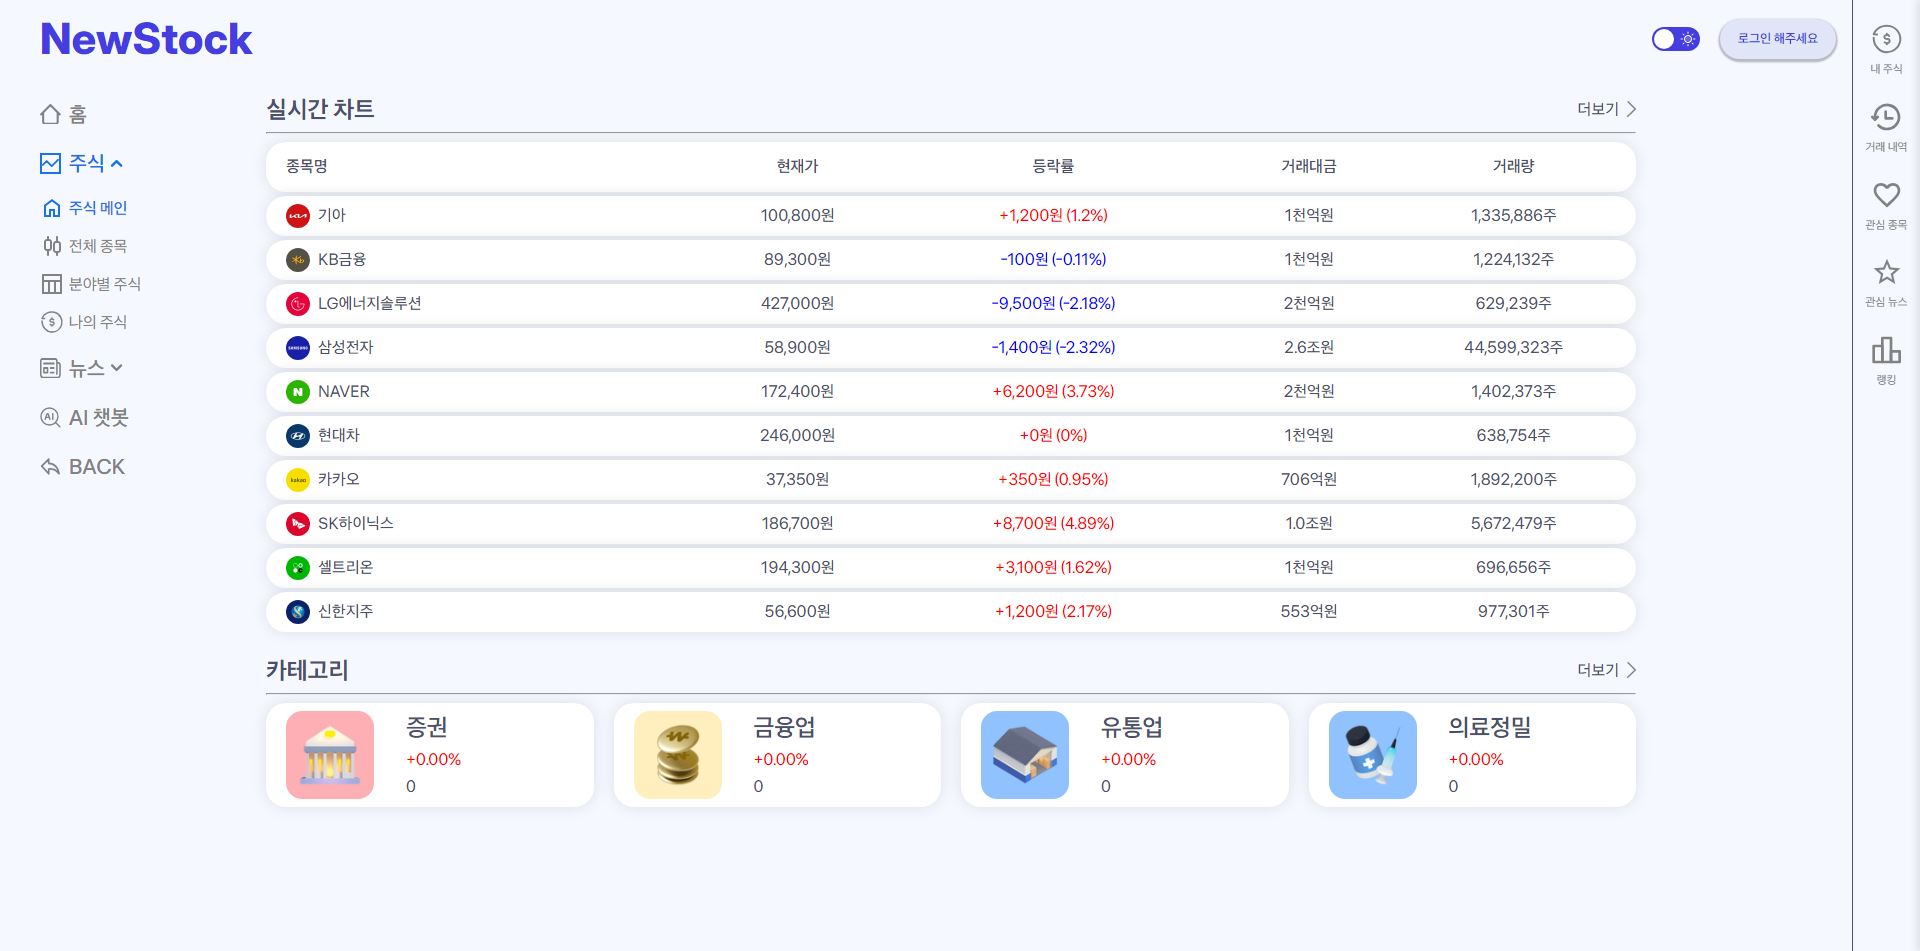 NewStock
로그인 해주세요
홈
주식
주식 메인
전체 종목
분야별 주식
나의 주식
뉴스
AI 챗봇
BACK
실시간 차트 더보기
종목명 현재가 등락률 거래대금 거래량
기아 100,800원 +1,200원 (1.2%) 1천억원 1,335,886주
KB금융 89,300원 -100원 (-0.11%) 1천억원 1,224,132주
LG에너지솔루션 427,000원 -9,500원 (-2.18%) 2천억원 629,239주
삼성전자 58,900원 -1,400원 (-2.32%) 2.6조원 44,599,323주
NAVER 172,400원 +6,200원 (3.73%) 2천억원 1,402,373주
현대차 246,000원 +0원 (0%) 1천억원 638,754주
카카오 37,350원 +350원 (0.95%) 706억원 1,892,200주
SK하이닉스 186,700원 +8,700원 (4.89%) 1.0조원 5,672,479주
셀트리온 194,300원 +3,100원 (1.62%) 1천억원 696,656주
신한지주 56,600원 +1,200원 (2.17%) 553억원 977,301주
카테고리 더보기
증권
+0.00%
0
금융업
+0.00%
0
유통업
+0.00%
0
의료정밀
+0.00%
0
내 주식
거래 내역
관심 종목
관심 뉴스
랭킹